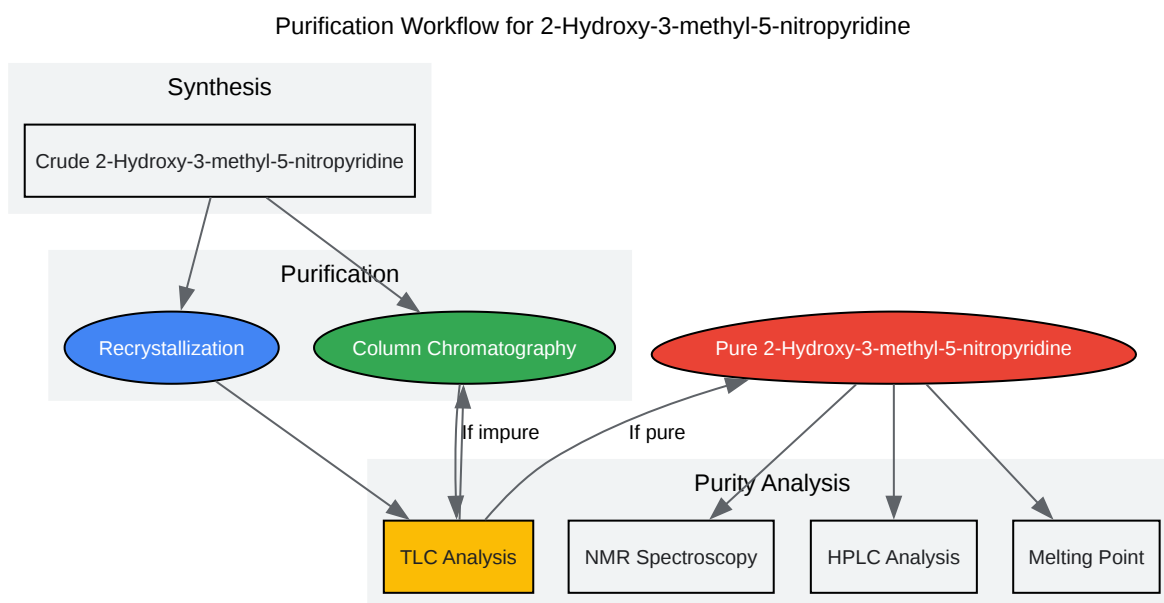 Purification Workflow for 2-Hydroxy-3-methyl-5-nitropyridine
Synthesis
Crude 2-Hydroxy-3-methyl-5-nitropyridine
Purification
Recrystallization
Column Chromatography
Pure 2-Hydroxy-3-methyl-5-nitropyridine
If impure
If pure
Purity Analysis
TLC Analysis
NMR Spectroscopy
HPLC Analysis
Melting Point